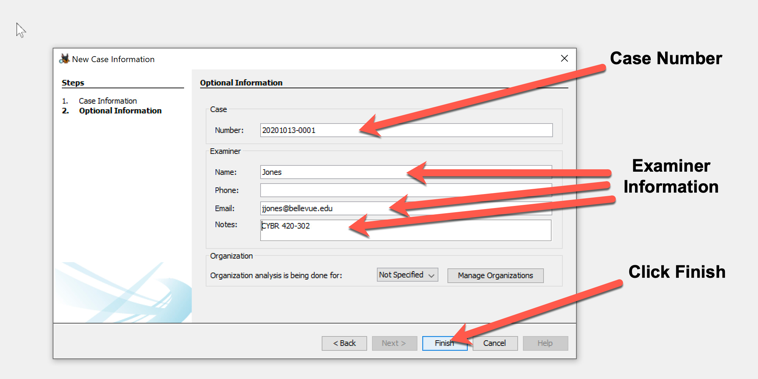 New Case Information
Case Number
Steps
Optional Information
1. Case Information
2. Optional Information
Case
Number: 20201013-0001
Examiner
Name: Jones
Examiner
Information
Phone:
Email: jjones@bellevue.edu
Notes: CYBR 420-302
Organization
Organization analysis is being done for: Not Specified Manage Organizations
Click Finish
< Back Next > Finish Cancel Help